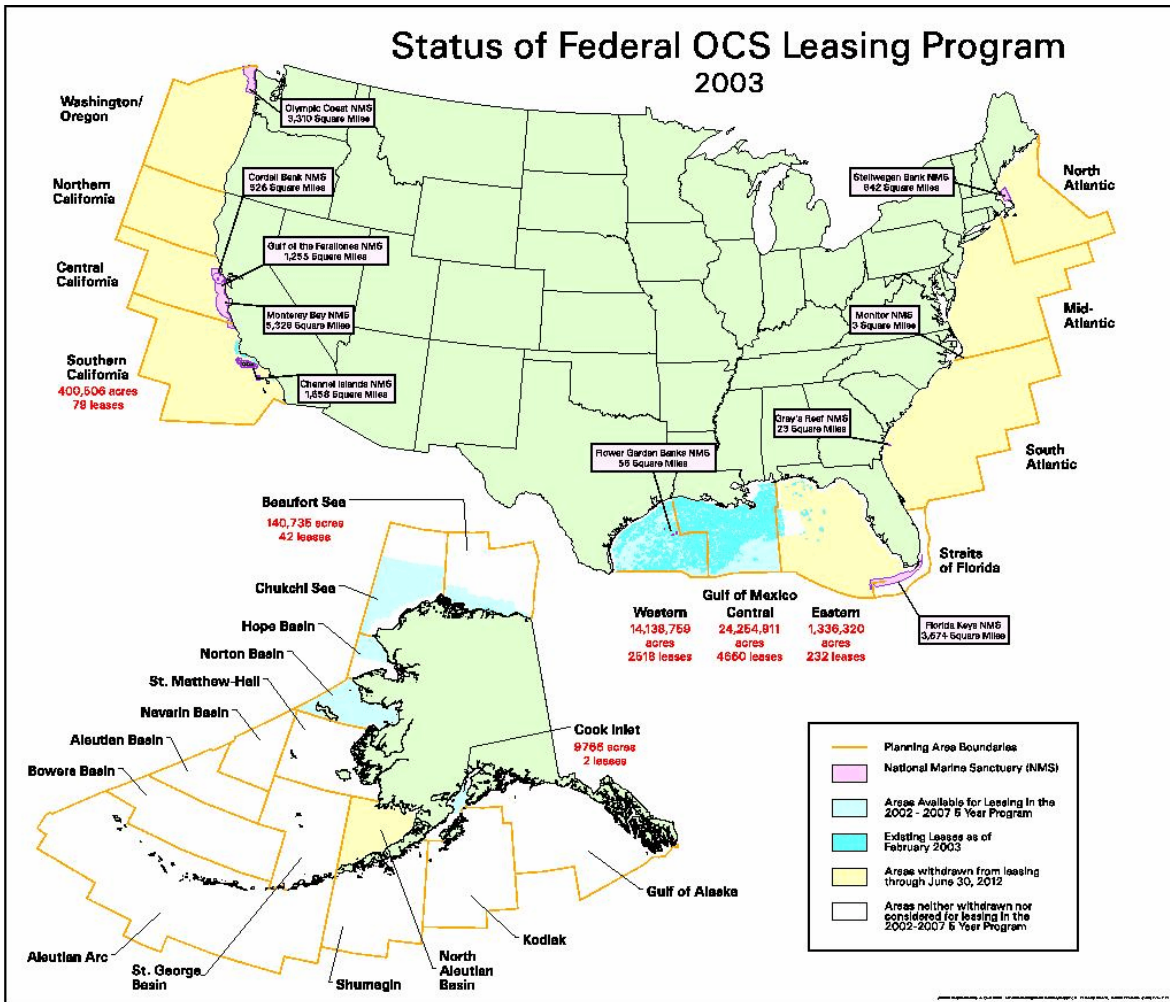 Status of Federal OCS Leasing Program
2003
Washington/
Oregon
Olympic Coast NMS
3,310 Square Miles
Northern
California
Cordell Bank NMS
526 Square Miles
Gulf of the Farallones NMS
1,255 Square Miles
Central
California
Monterey Bay NMS
5,328 Square Miles
Southern
California
400,506 acres
79 leases
Channel Islands NMS
1,658 Square Miles
Stellwagen Bank NMS
842 Square Miles
North
Atlantic
Monitor NMS
3 Square Miles
Mid-
Atlantic
Gray's Reef NMS
23 Square Miles
South
Atlantic
Flower Garden Banks NMS
56 Square Miles
Straits
of Florida
Florida Keys NMS
3,674 Square Miles
Gulf of Mexico
Western
14,138,759
acres
2518 leases
Central
24,254,911
acres
4660 leases
Eastern
1,336,320
acres
232 leases
Beaufort Sea
140,735 acres
42 leases
Chukchi Sea
Hope Basin
Norton Basin
St. Matthew-Hall
Navarin Basin
Aleutian Basin
Bowers Basin
Aleutian Arc
St. George
Basin
Shumagin
North
Aleutian
Basin
Kodiak
Gulf of Alaska
Cook Inlet
9765 acres
2 leases
Planning Area Boundaries
National Marine Sanctuary (NMS)
Areas Available for Leasing in the
2002 - 2007 5 Year Program
Existing Leases as of
February 2003
Areas withdrawn from leasing
through June 30, 2012
Areas neither withdrawn nor
considered for leasing in the
2002-2007 5 Year Program